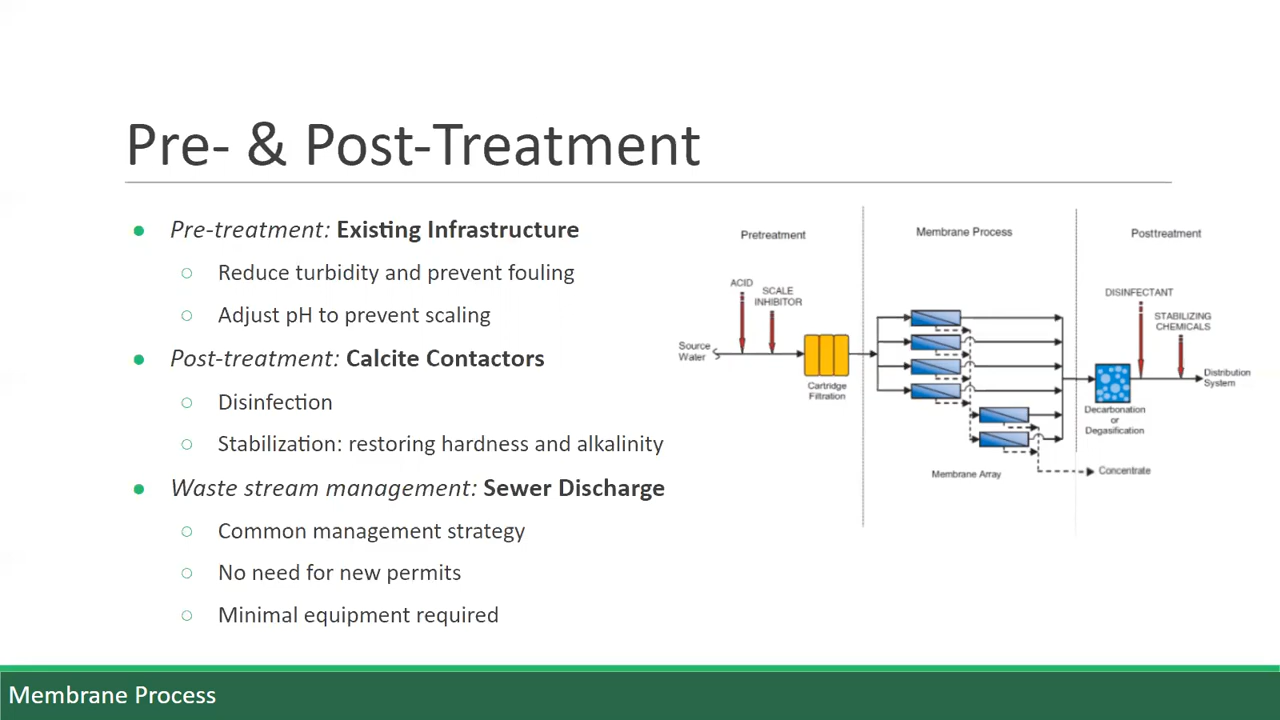 Pre- & Post-Treatment
● Pre-treatment: Existing Infrastructure
○ Reduce turbidity and prevent fouling
○ Adjust pH to prevent scaling
● Post-treatment: Calcite Contactors
○ Disinfection
○ Stabilization: restoring hardness and alkalinity
● Waste stream management: Sewer Discharge
○ Common management strategy
○ No need for new permits
○ Minimal equipment required
Pretreatment
Membrane Process
Posttreatment
ACID
SCALE
INHIBITOR
Source
Water
Cartridge
Filtration
Membrane Array
DISINFECTANT
STABILIZING
CHEMICALS
Distribution
System
Decarbonation
or
Degasification
Concentrate
Membrane Process